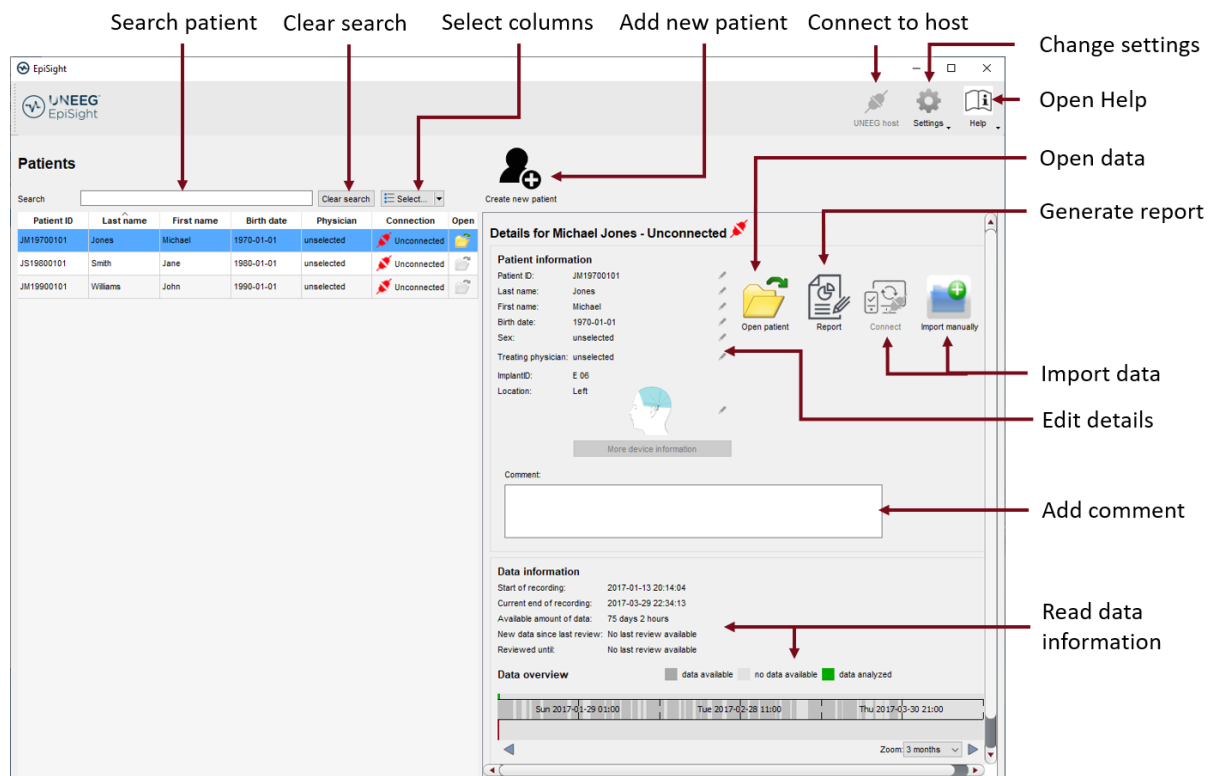 Search patient
Clear search
Select columns
Add new patient
Connect to host
Change settings
EpiSight
UNEEG
EpiSight
UNEEG host
Settings
Help
Open Help
Patients
Create new patient
Open data
Search
Clear search
Select...
Generate report
Patient ID Last name First name Birth date Physician Connection Open
JM19700101 Jones Michael 1970-01-01 unselected Unconnected
JS19800101 Smith Jane 1980-01-01 unselected Unconnected
JM19900101 Williams John 1990-01-01 unselected Unconnected
Details for Michael Jones - Unconnected
Patient information
Patient ID: JM19700101
Last name: Jones
First name: Michael
Birth date: 1970-01-01
Sex: unselected
Treating physician: unselected
ImplantID: E 06
Location: Left
Open patient
Report
Connect
Import manually
Import data
Edit details
More device information
Comment:
Add comment
Data information
Start of recording: 2017-01-13 20:14:04
Current end of recording: 2017-03-29 22:34:13
Available amount of data: 75 days 2 hours
New data since last review: No last review available
Reviewed until: No last review available
Read data
information
Data overview
data available
no data available
data analyzed
Sun 2017-01-29 01:00
Tue 2017-02-28 11:00
Thu 2017-03-30 21:00
Zoom: 3 months